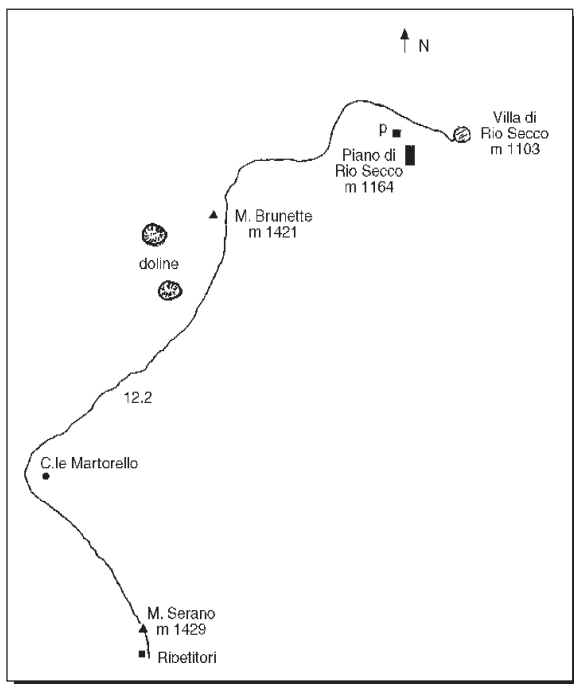 N
Villa di
Rio Secco
m 1103
p
Piano di
Rio Secco
m 1164
M. Brunette
m 1421
doline
12.2
C.le Martorello
M. Serano
m 1429
Ripetitori